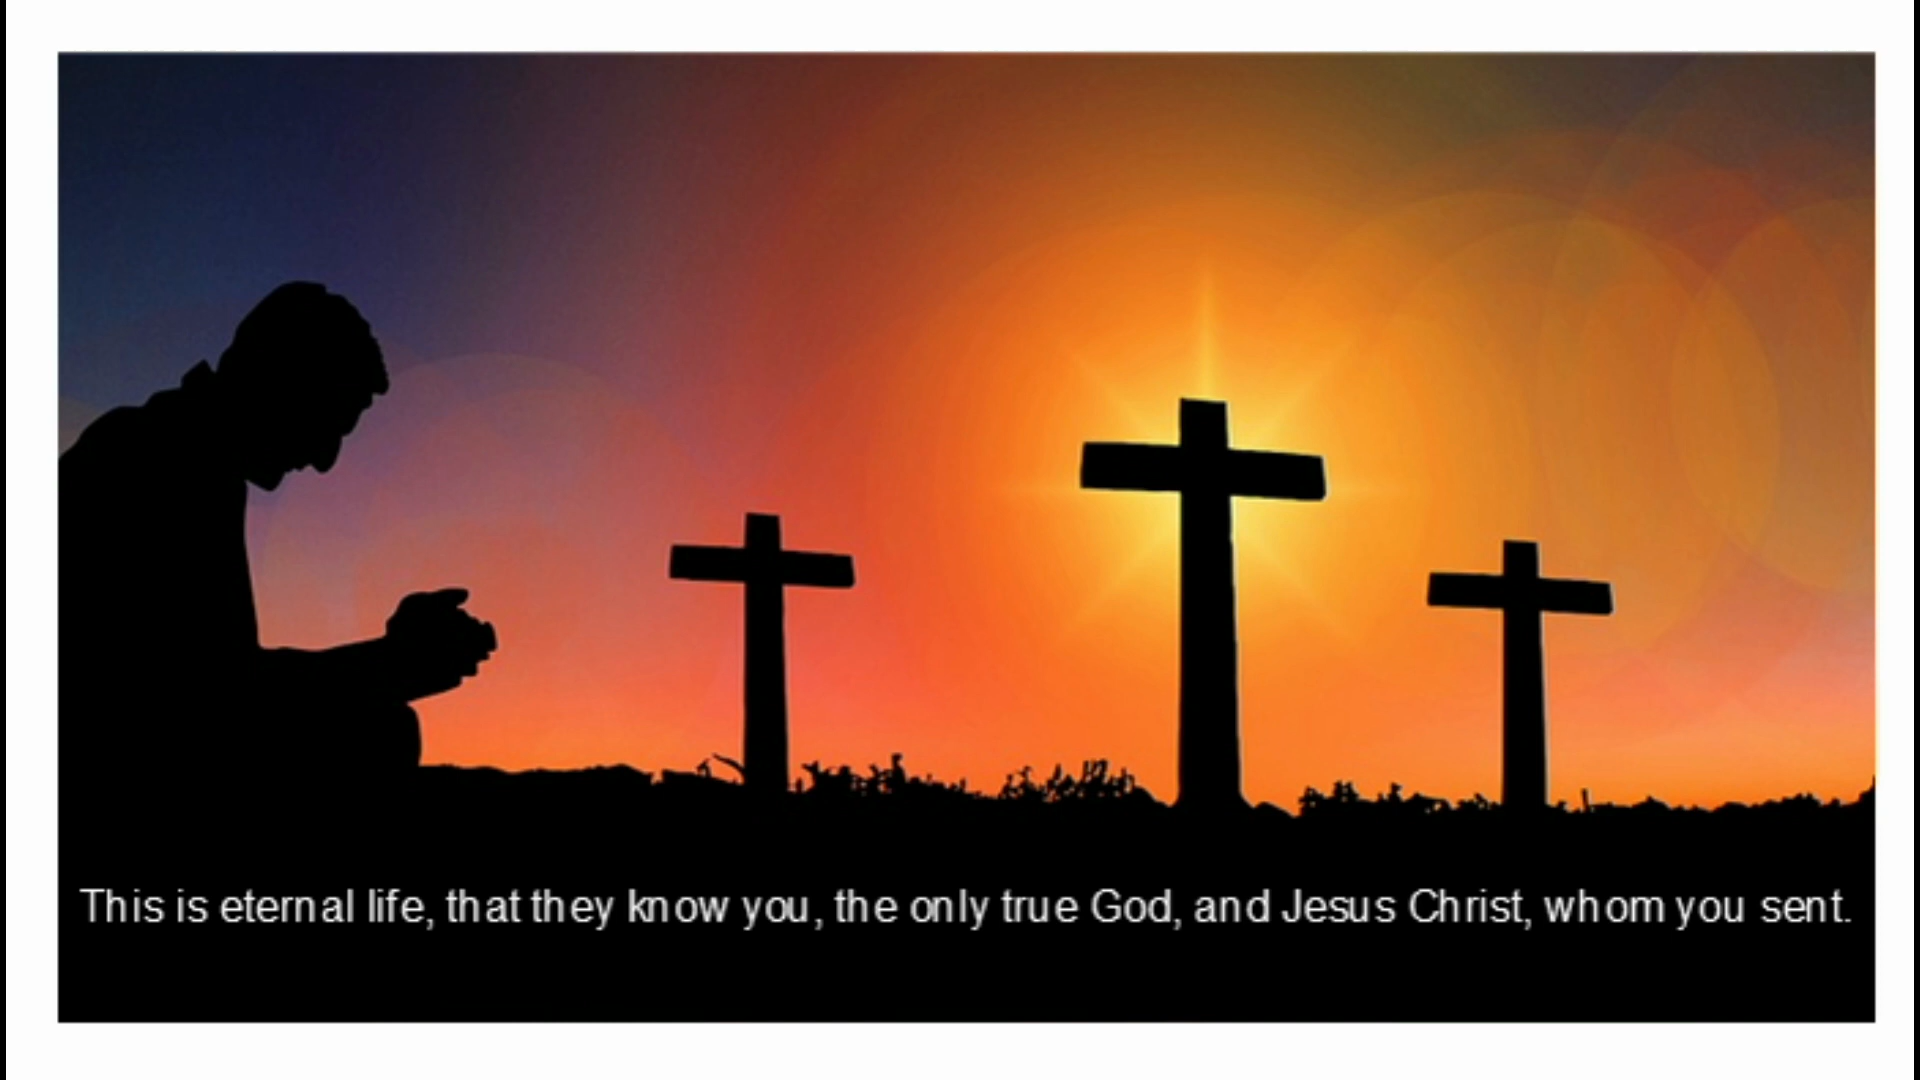 This is eternal life, that they know you, the only true God, and Jesus Christ, whom you sent.